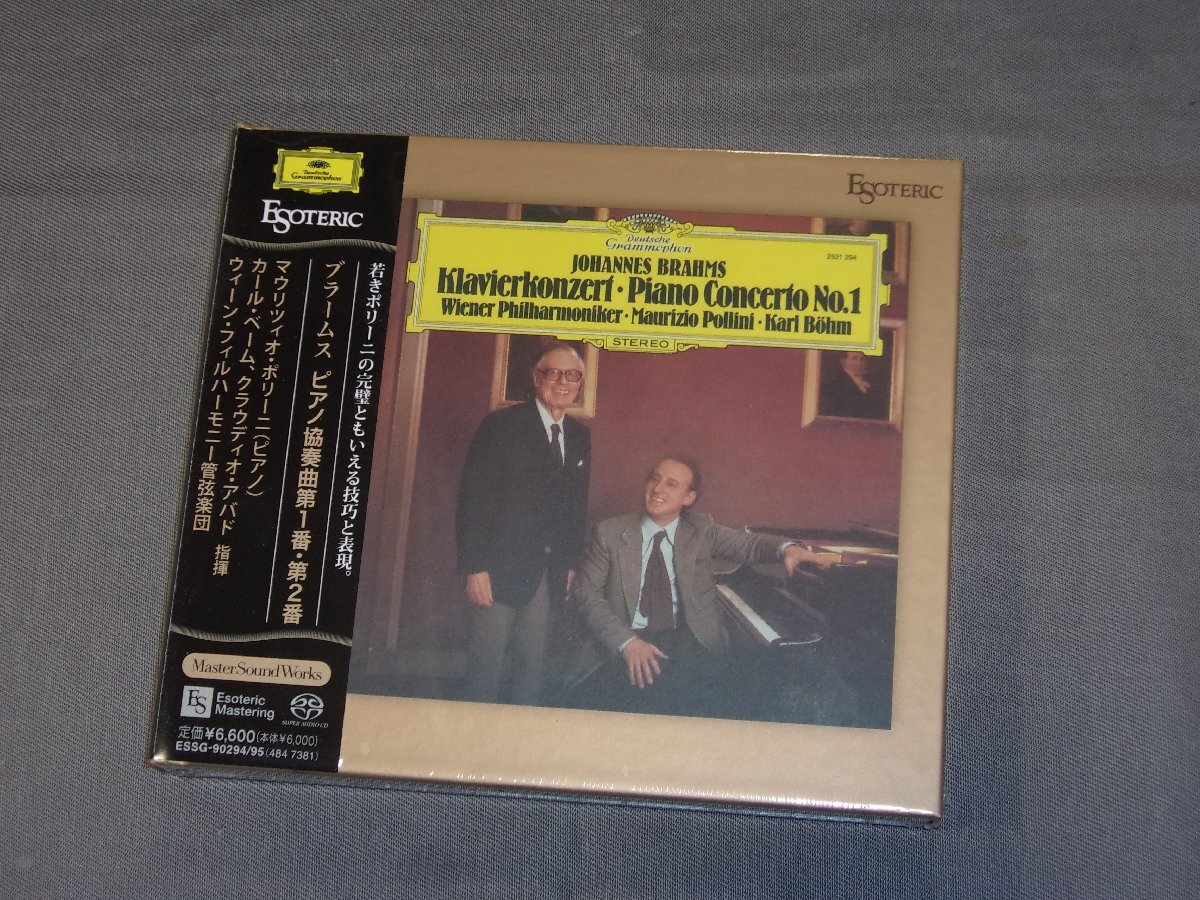 Deutsche
Grammophon
ESOTERIC
若きポリーニの完璧ともいえる技巧と表現。
ブラームス ピアノ協奏曲第1番・第2番
マウリツィオ・ポリーニ(ピアノ)
カール・ベーム、クラウディオ・アバド 指揮
ウィーン・フィルハーモニー管弦楽団
MasterSoundWorks
ES Esoteric
Mastering
SUPER AUDIO CD
定価¥6,600(本体¥6,000)
ESSG-90294/95(484 7381)
ESOTERIC
Deutsche
Grammophon
2531 294
JOHANNES BRAHMS
Klavierkonzert · Piano Concerto No.1
Wiener Philharmoniker · Maurizio Pollini · Karl Böhm
STEREO